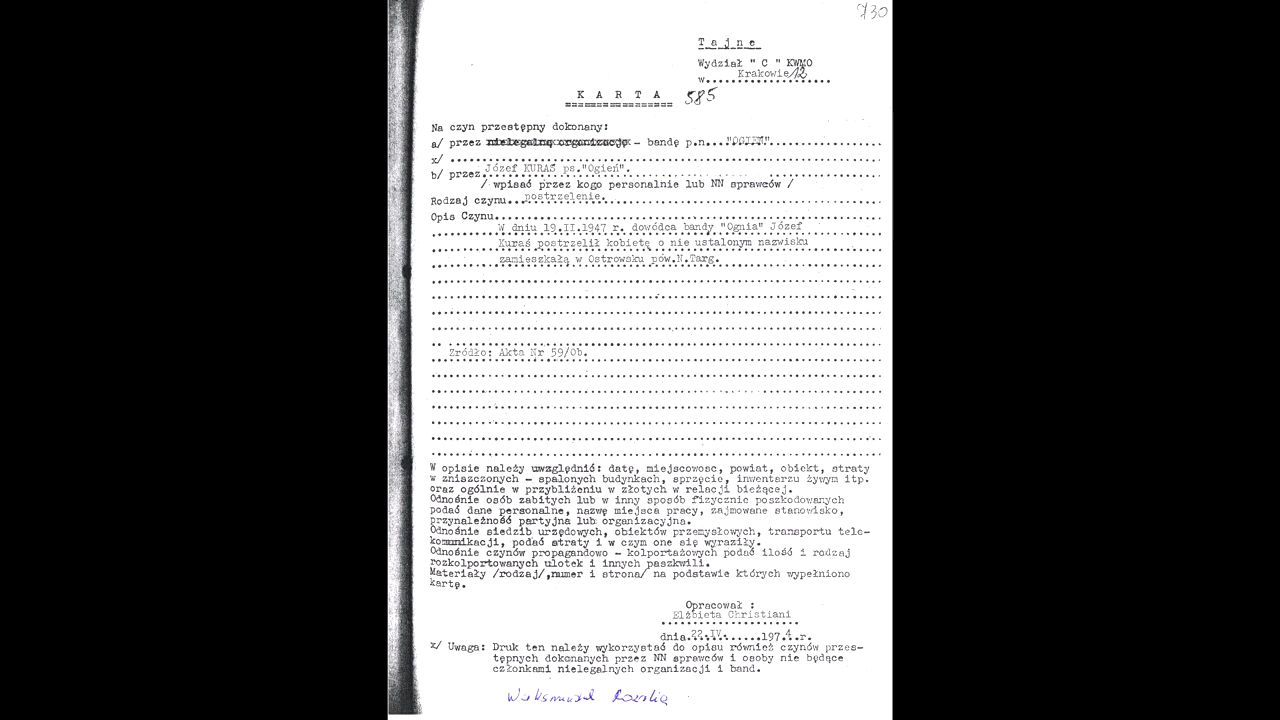 730
Tajne
Wydział " C " KWMO
w..Krakowie/12
K A R T A 585
Na czyn przestępny dokonany:
a/ przez nielegalną organizację - bandę p.n. "OGIEŃ"
x/
b/ przez Józef KURAŚ ps."Ogień".
/ wpisać przez kogo personalnie lub NN sprawców /
Rodzaj czynu... postrzelenie.
Opis Czynu
W dniu 19.II.1947 r. dowódca bandy "Ognia" Józef
Kuraś postrzelił kobietę o nie ustalonym nazwisku
zamieszkałą w Ostrowsku pów.N.Targ.
Zródło: Akta Nr 59/Ob.
W opisie należy uwzględnić: datę, miejscowosc, powiat, obiekt, straty
w zniszczonych - spalonych budynkach, sprzęcie, inwentarzu żywym itp.
oraz ogólnie w przybliżeniu w złotych w relacji bieżącej.
Odnośnie osób zabitych lub w inny sposób fizycznie poszkodowanych
podać dane personalne, nazwę miejsca pracy, zajmowane stanowisko,
przynależność partyjna lub organizacyjna.
Odnośnie siedzib urzędowych, obiektów przemysłowych, transportu tele-
komunikacji, podać straty i w czym one się wyraziły.
Odnośnie czynów propagandowo - kolportażowych podać ilość i rodzaj
rozkolportowanych ulotek i innych paszkwili.
Materiały /rodzaj/,numer i strona/ na podstawie których wypełniono
kartę.
Opracował :
Elżbieta Christiani
dnia.22.IV......1974.r.
x/ Uwaga: Druk ten należy wykorzystać do opisu również czynów przes-
tępnych dokonanych przez NN sprawców i osoby nie będące
członkami nielegalnych organizacji i band.